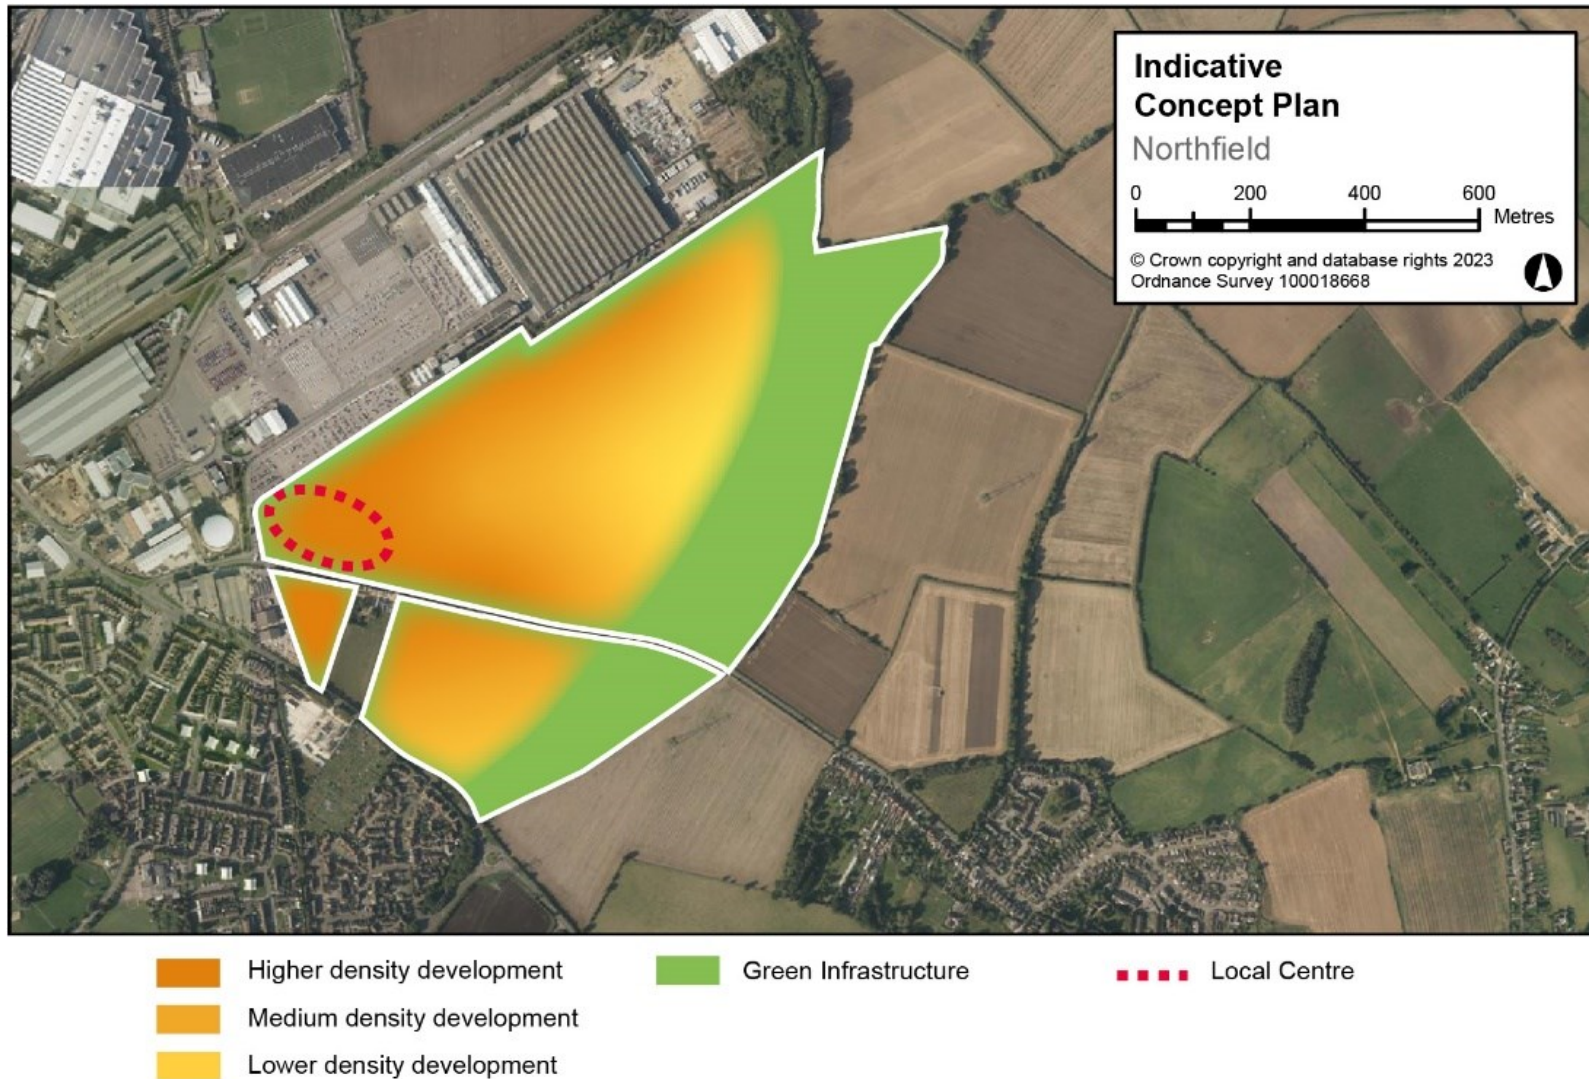 Indicative
Concept Plan
Northfield
0 200 400 600
Metres
© Crown copyright and database rights 2023
Ordnance Survey 100018668
Higher density development
Medium density development
Lower density development
Green Infrastructure
Local Centre